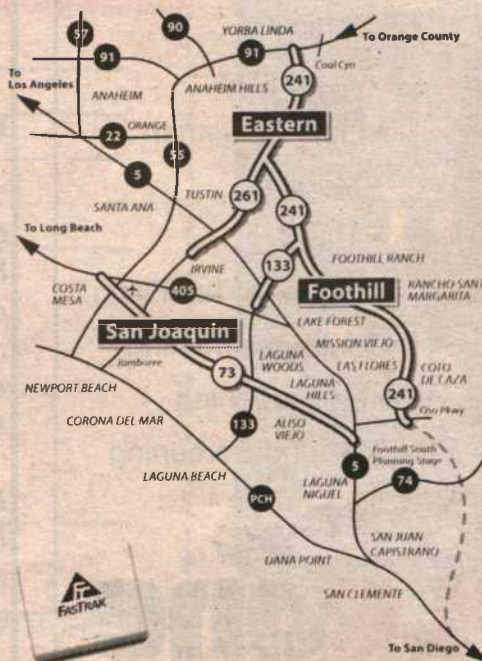 57
90
YORBA LINDA
91
91
To Orange County
Coal Cyn
To
Los Angeles
ANAHEIM
ANAHEIM HILLS
241
22
ORANGE
55
Eastern
5
TUSTIN
261
241
SANTA ANA
To Long Beach
133
FOOTHILL RANCH
IRVINE
COSTA
MESA
405
Foothill
RANCHO SANTA
MARGARITA
LAKE FOREST
San Joaquin
MISSION VIEJO
Jamboree
73
LAGUNA
WOODS
LAS FLORES
COTO
DE CAZA
LAGUNA
HILLS
241
NEWPORT BEACH
Oso Pkwy
CORONA DEL MAR
133
ALISO
VIEJO
Foothill South
Planning Stage
5
74
LAGUNA BEACH
LAGUNA
NIGUEL
PCH
SAN JUAN
CAPISTRANO
DANA POINT
SAN CLEMENTE
FASTRAK
To San Diego